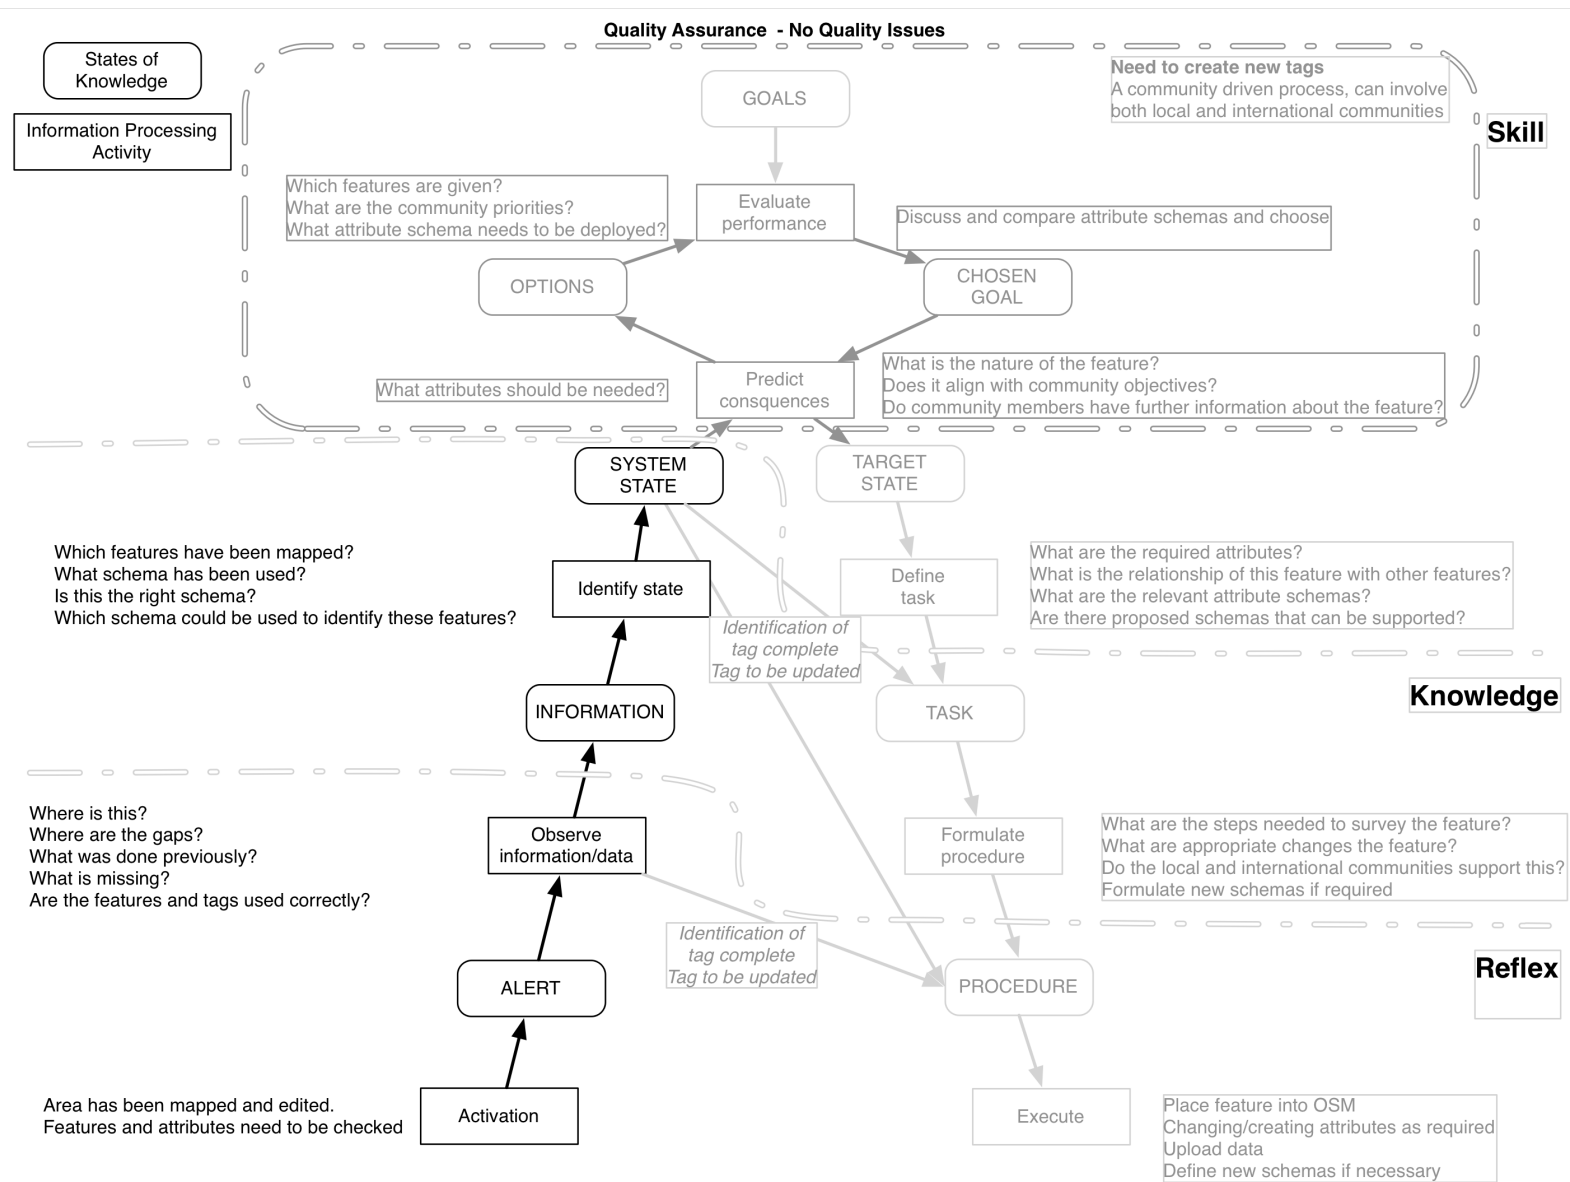 Quality Assurance - No Quality Issues
States of
Knowledge
Information Processing
Activity
GOALS
Need to create new tags
A community driven process, can involve
both local and international communities
Skill
Which features are given?
What are the community priorities?
What attribute schema needs to be deployed?
Evaluate
performance
Discuss and compare attribute schemas and choose
OPTIONS
CHOSEN
GOAL
What attributes should be needed?
Predict
consquences
What is the nature of the feature?
Does it align with community objectives?
Do community members have further information about the feature?
SYSTEM
STATE
TARGET
STATE
Which features have been mapped?
What schema has been used?
Is this the right schema?
Which schema could be used to identify these features?
Identify state
Define
task
What are the required attributes?
What is the relationship of this feature with other features?
What are the relevant attribute schemas?
Are there proposed schemas that can be supported?
Identification of
tag complete
Tag to be updated
Knowledge
INFORMATION
TASK
Where is this?
Where are the gaps?
What was done previously?
What is missing?
Are the features and tags used correctly?
Observe
information/data
Formulate
procedure
What are the steps needed to survey the feature?
What are appropriate changes the feature?
Do the local and international communities support this?
Formulate new schemas if required
Identification of
tag complete
Tag to be updated
Reflex
ALERT
PROCEDURE
Area has been mapped and edited.
Features and attributes need to be checked
Activation
Execute
Place feature into OSM
Changing/creating attributes as required
Upload data
Define new schemas if necessary